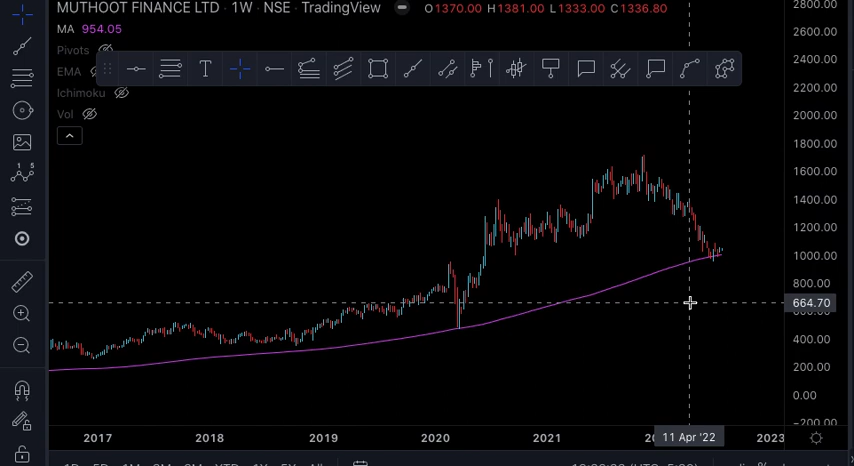 MUTHOOT FINANCE LTD · 1W · NSE · TradingView O1370.00 H1381.00 L1333.00 C1336.80
MA 954.05
Pivots
EMA
Ichimoku
Vol
2800.00
2600.00
2400.00
2200.00
2000.00
1800.00
1600.00
1400.00
1200.00
1000.00
800.00
664.70
400.00
200.00
0.00
-200.00
2017 2018 2019 2020 2021 11 Apr '22 2023